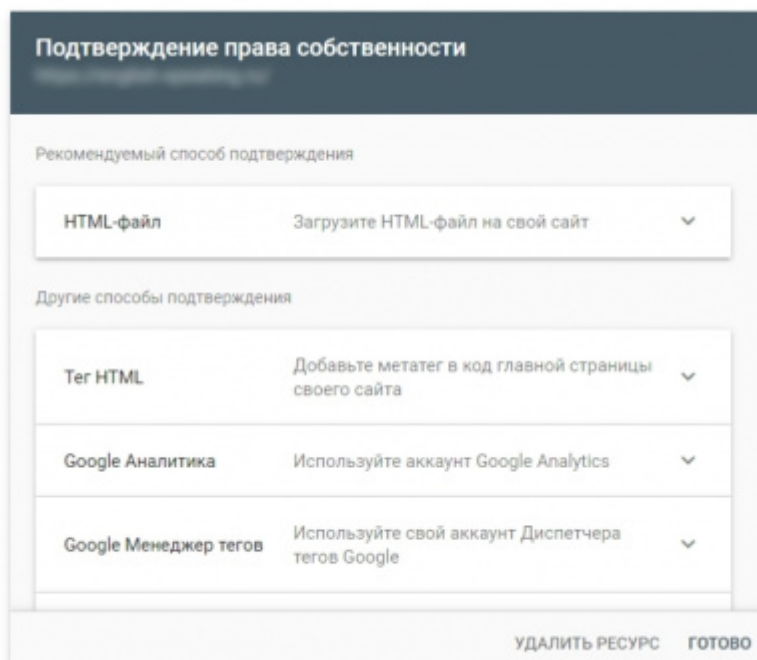 Подтверждение права собственности
Рекомендуемый способ подтверждения
HTML-файл Загрузите HTML-файл на свой сайт
Другие способы подтверждения
Тег HTML Добавьте метатег в код главной страницы
своего сайта
Google Аналитика Используйте аккаунт Google Analytics
Google Менеджер тегов Используйте свой аккаунт Диспетчера
тегов Google
УДАЛИТЬ РЕСУРС ГОТОВО